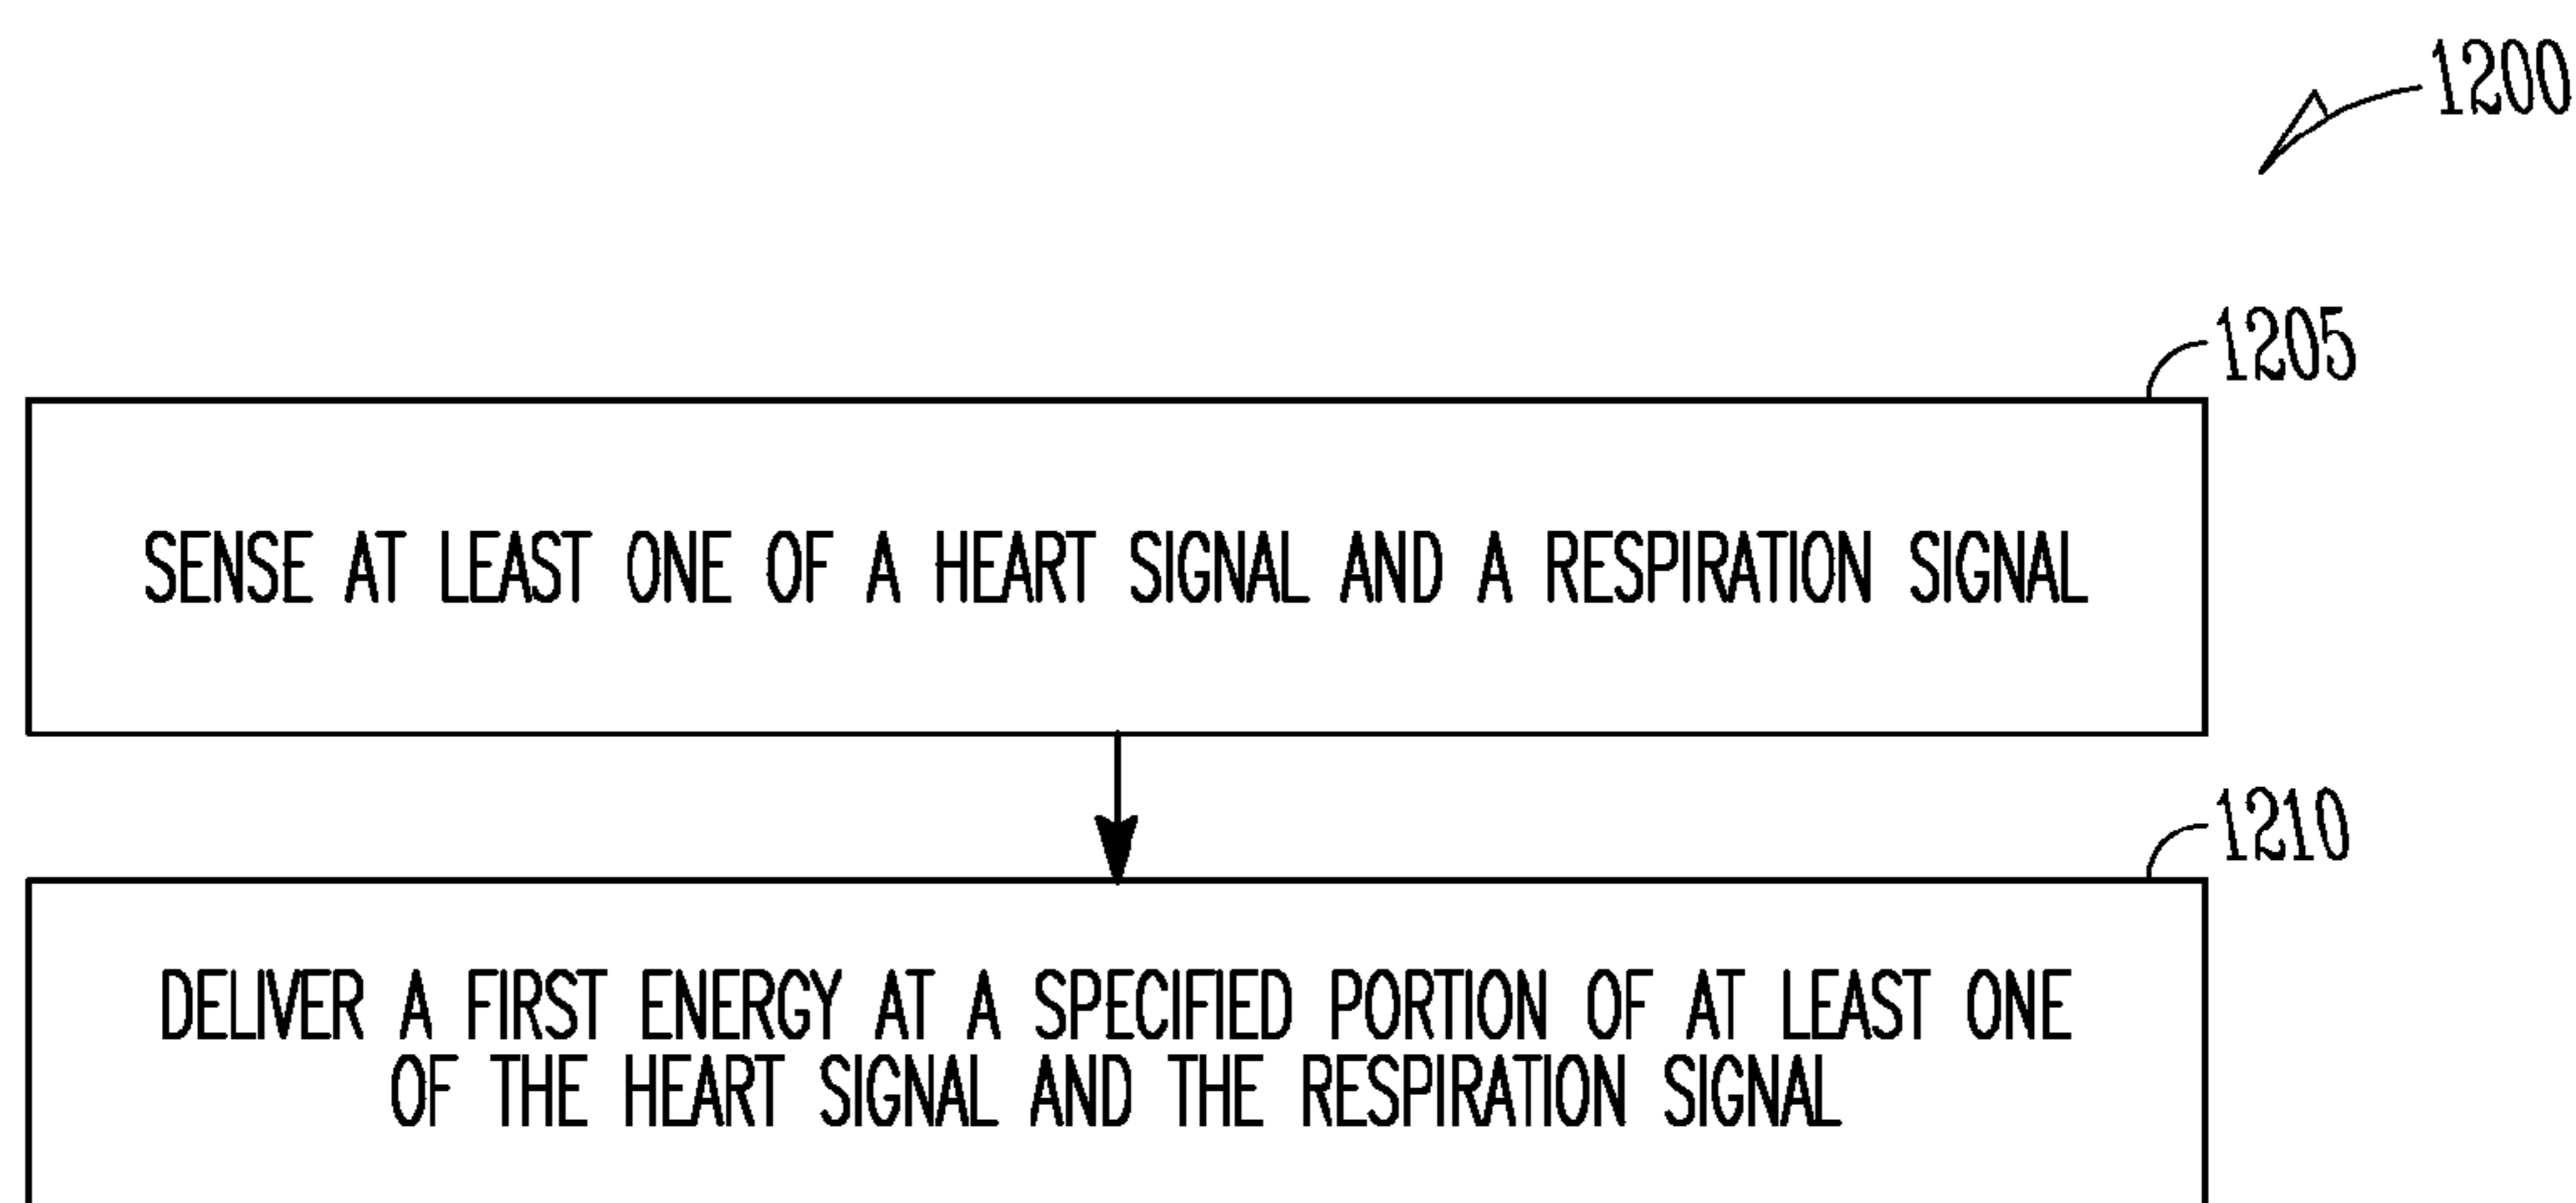 1200
1205
SENSE AT LEAST ONE OF A HEART SIGNAL AND A RESPIRATION SIGNAL
1210
DELIVER A FIRST ENERGY AT A SPECIFIED PORTION OF AT LEAST ONE
OF THE HEART SIGNAL AND THE RESPIRATION SIGNAL